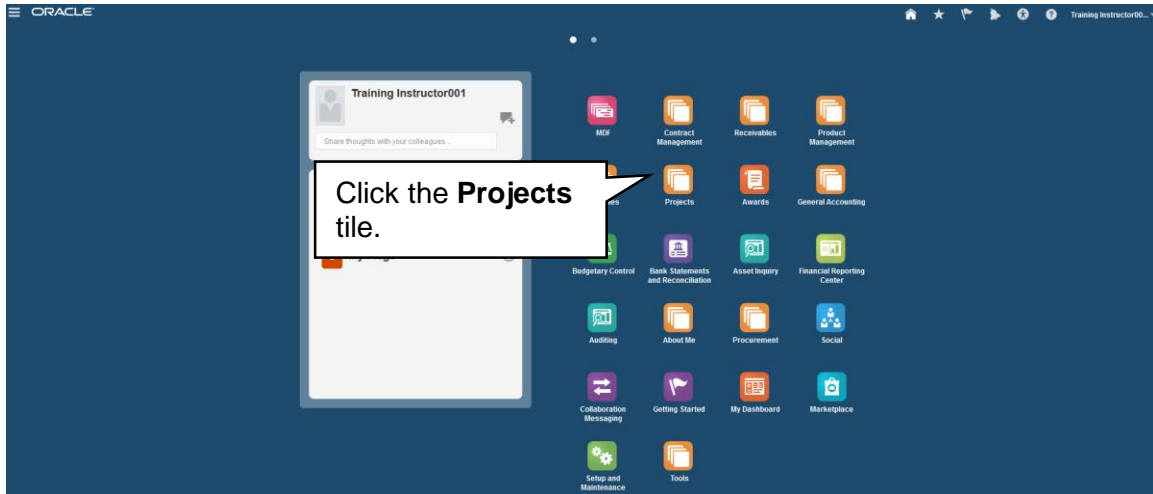 ORACLE
Training Instructor00...
Training Instructor001
Share thoughts with your colleagues...
MDF
Contract
Management
Receivables
Product
Management
Click the Projects
tile.
Projects
Awards
General Accounting
Budgetary Control
Bank Statements
and Reconciliation
Asset Inquiry
Financial Reporting
Center
Auditing
About Me
Procurement
Social
Collaboration
Messaging
Getting Started
My Dashboard
Marketplace
Setup and
Maintenance
Tools